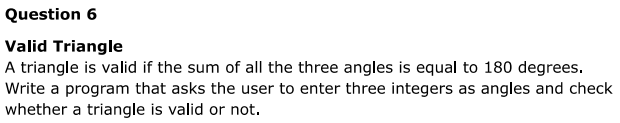 Question 6
Valid Triangle
A triangle is valid if the sum of all the three angles is equal to 180 degrees.
Write a program that asks the user to enter three integers as angles and check
whether a triangle is valid or not.